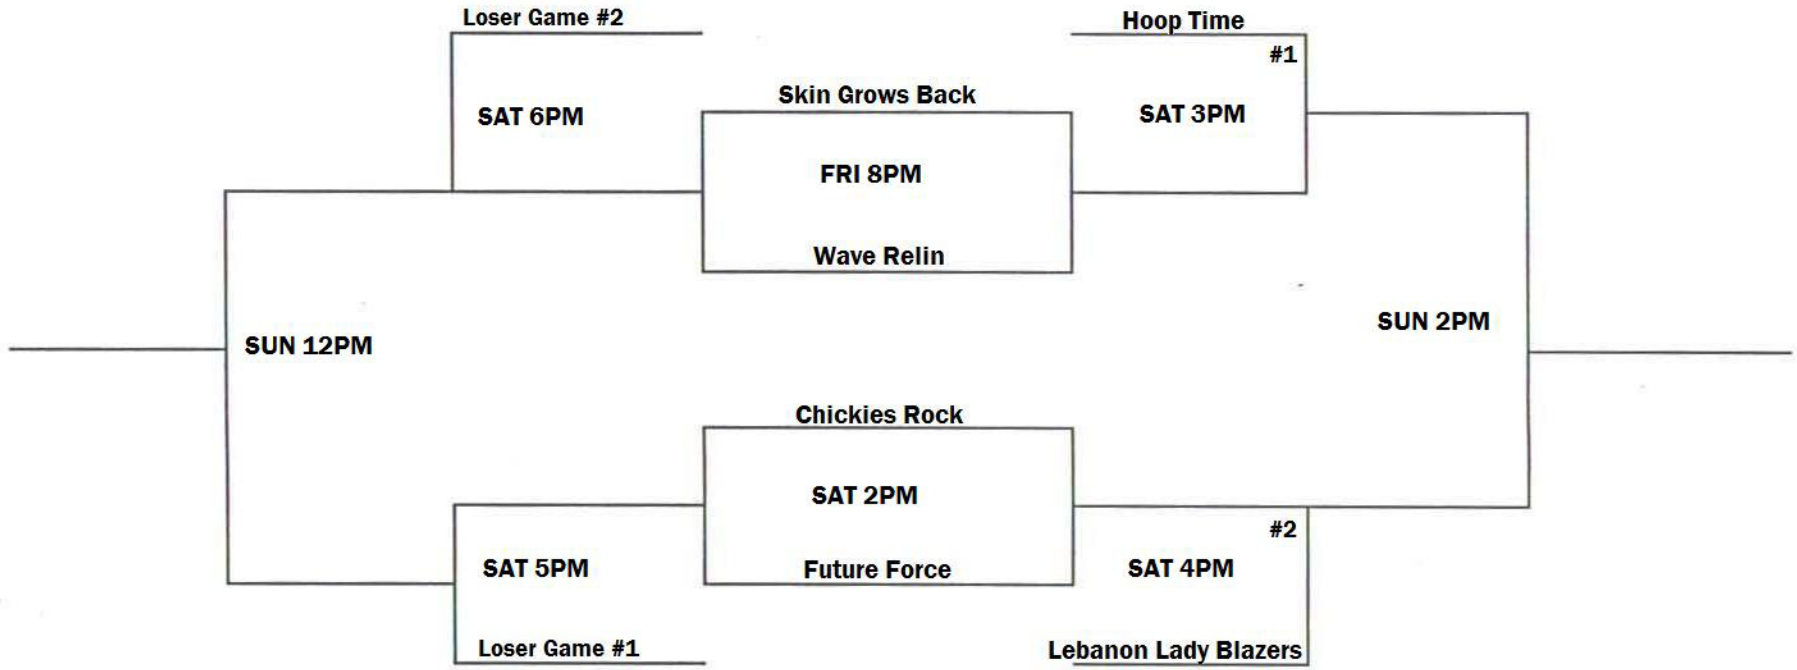 Loser Game #2
Hoop Time
#1
SAT 6PM
Skin Grows Back
SAT 3PM
FRI 8PM
Wave Relin
SUN 12PM
SUN 2PM
Chickies Rock
SAT 2PM
#2
SAT 5PM
Future Force
SAT 4PM
Loser Game #1
Lebanon Lady Blazers